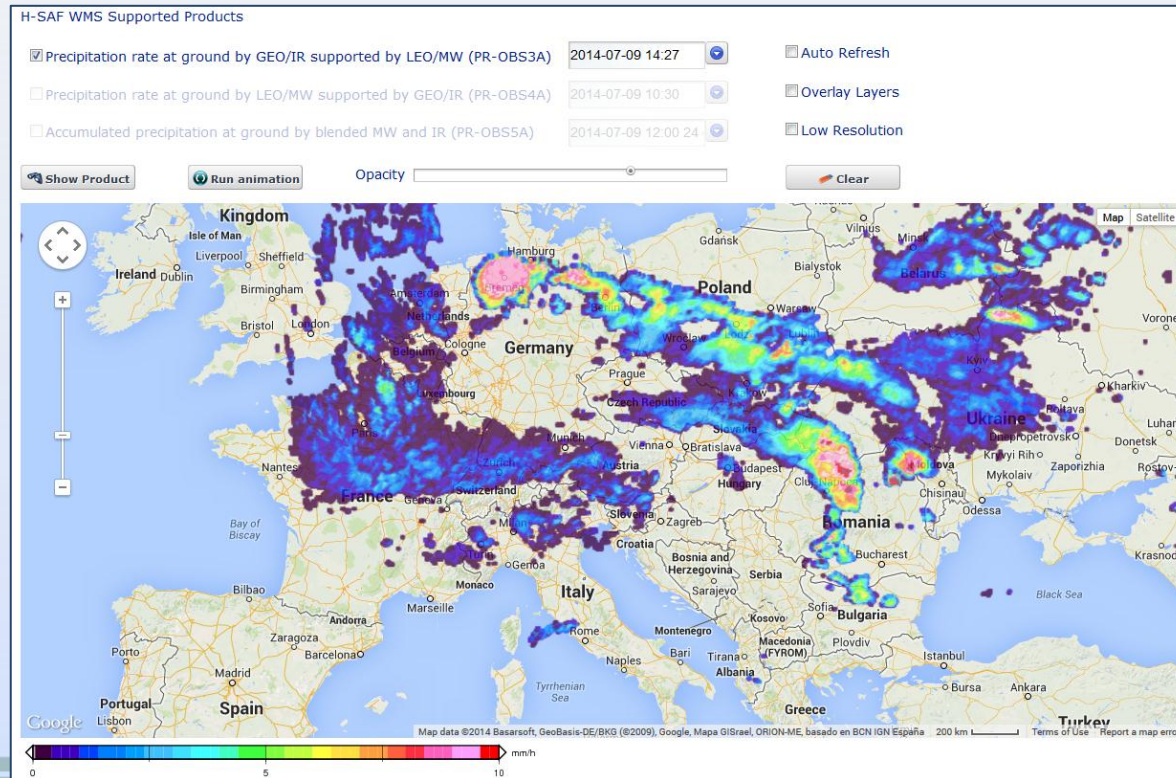 H-SAF WMS Supported Products
Precipitation rate at ground by GEO/IR supported by LEO/MW (PR-OBS3A) 2014-07-09 14:27 Auto Refresh
Precipitation rate at ground by LEO/MW supported by GEO/IR (PR-OBS4A) 2014-07-09 10:30 Overlay Layers
Accumulated precipitation at ground by blended MW and IR (PR-OBS5A) 2014-07-09 12:00 24 Low Resolution
Show Product Run animation Opacity Clear
Kingdom
Map Satellite
Isle of Man
Vilnius
Minsk
Liverpool Sheffield
Hamburg
Gdańsk
Ireland Dublin
Bialystok
Belarus
Birmingham
Amsterdam
Bremen
Poland
Netherlands
Berlin
Warsaw
Voron
Bristol London
Cologne
Germany
Wroclaw
Lublin
Belgium
Kyiv
Prague
Kharkiv
Luxembourg
Czech Republic
Ukraine
Poltava
Paris
Slovakia
Luhan
Munich
Vienna Bratislava
Dnepropetrovsk
Donetsk
Nantes
Zurich
Austria
Budapest
Moldova
Kryvyi Rih
Zaporizhia
Rostov-
France Geneva
Switzerland
Hungary
Cluj-Napoca
Chisinau
Mykolaiv
Slovenia
Zagreb
Odessa
Bay of
Biscay
Milan
Romania
Turin
Genoa
Croatia
Bosnia and
Herzegovina
Bucharest
Krasnod
Monaco
Italy
Sarajevo
Serbia
Black Sea
Bilbao
Marseille
Andorra
Sofia
Bulgaria
Zaragoza
Rome
Montenegro
Kosovo
Porto
Barcelona
Macedonia
(FYROM)
Plovdiv
Madrid
Naples
Bari
Tirana
Istanbul
Albania
Portugal
Tyrrhenian
Sea
Bursa
Ankara
Google
Lisbon
Spain
Greece
Turkey
Map data ©2014 Basarsoft, GeoBasis-DE/BKG (©2009), Google, Mapa GISrael, ORION-ME, basado en BCN IGN España 200 km Terms of Use Report a map erro
mm/h
0 5 10